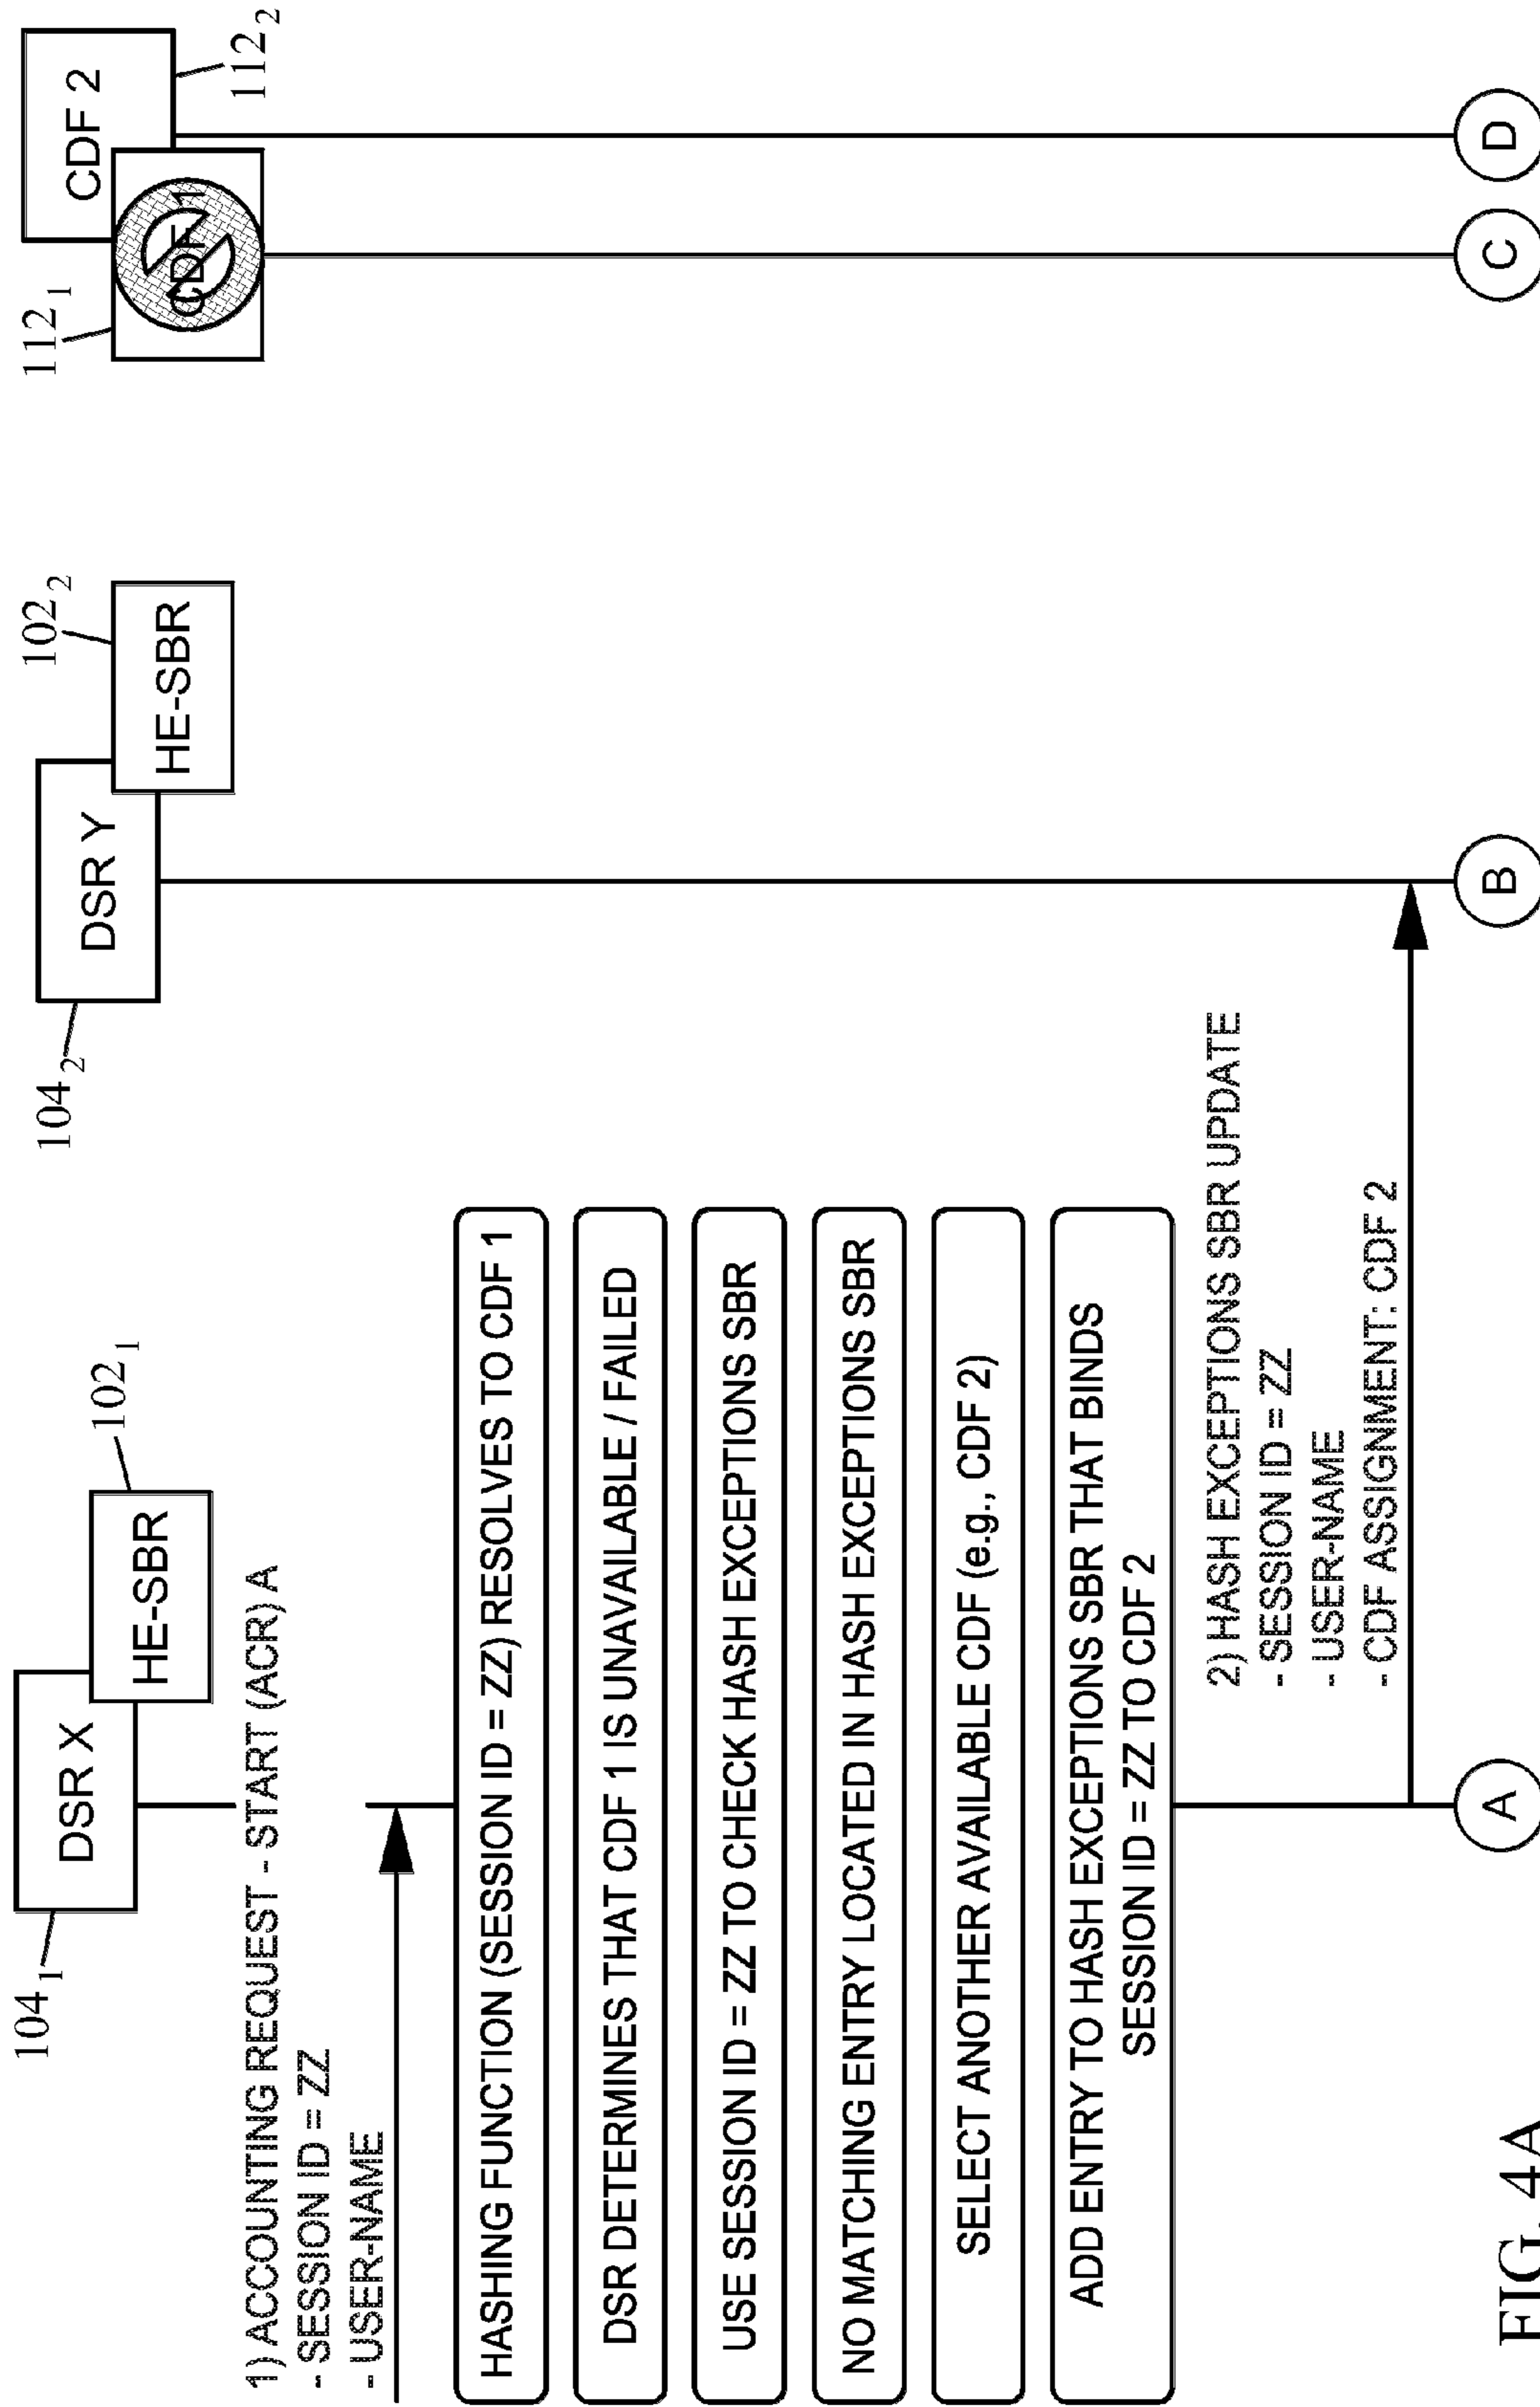 104₁
DSR X
HE-SBR
102₁
104₂
DSR Y
HE-SBR
102₂
112₁
CDF 1
CDF 2
112₂
1) ACCOUNTING REQUEST - START (ACR) A
- SESSION ID = ZZ
- USER-NAME
HASHING FUNCTION (SESSION ID = ZZ) RESOLVES TO CDF 1
DSR DETERMINES THAT CDF 1 IS UNAVAILABLE / FAILED
USE SESSION ID = ZZ TO CHECK HASH EXCEPTIONS SBR
NO MATCHING ENTRY LOCATED IN HASH EXCEPTIONS SBR
SELECT ANOTHER AVAILABLE CDF (e.g., CDF 2)
ADD ENTRY TO HASH EXCEPTIONS SBR THAT BINDS
SESSION ID = ZZ TO CDF 2
2) HASH EXCEPTIONS SBR UPDATE
- SESSION ID = ZZ
- USER-NAME
- CDF ASSIGNMENT: CDF 2
A
B
C
D
FIG. 4A